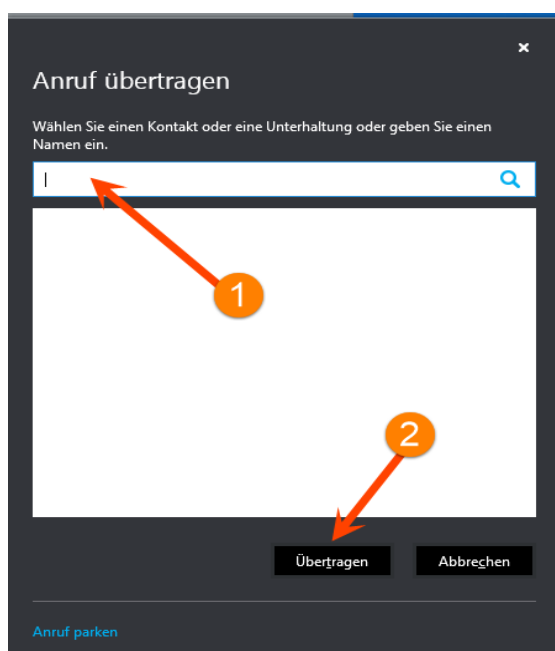 Anruf übertragen
Wählen Sie einen Kontakt oder eine Unterhaltung oder geben Sie einen
Namen ein.
1
2
Übertragen Abbrechen
Anruf parken